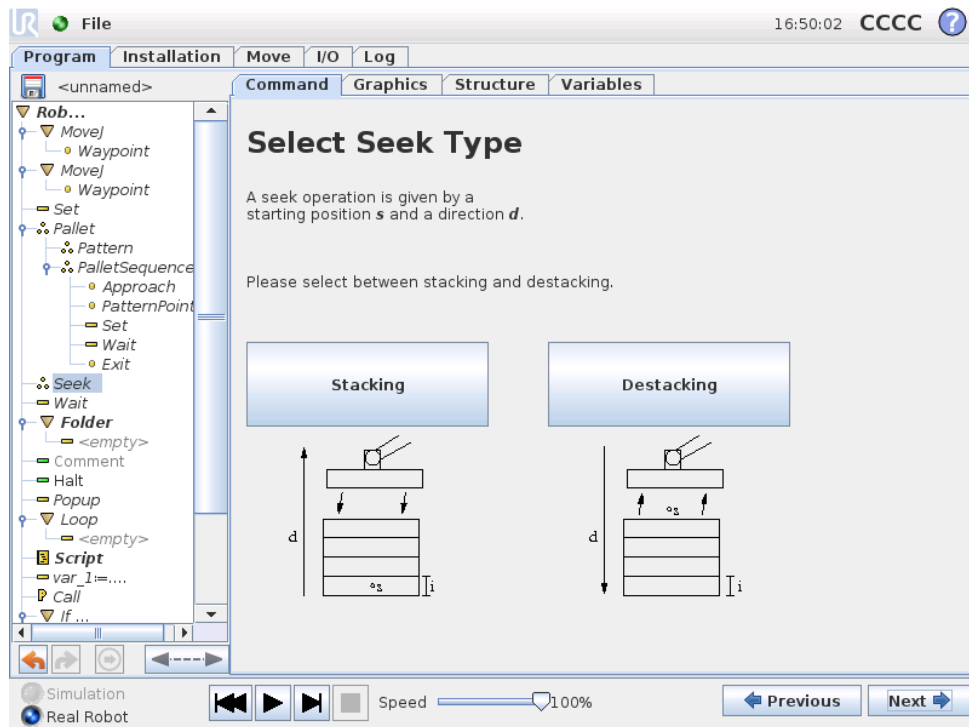 UR File 16:50:02 CCCC ?
Program Installation Move I/O Log
<unnamed>
Command Graphics Structure Variables
Rob...
MoveJ
Waypoint
MoveJ
Waypoint
Set
Pallet
Pattern
PalletSequence
Approach
PatternPoint
Set
Wait
Exit
Seek
Wait
Folder
<empty>
Comment
Halt
Popup
Loop
<empty>
Script
var_1:=....
Call
If ...
Select Seek Type
A seek operation is given by a
starting position s and a direction d.
Please select between stacking and destacking.
Stacking Destacking
s
d d
s i i
Simulation
Real Robot
Speed 100%
Previous Next